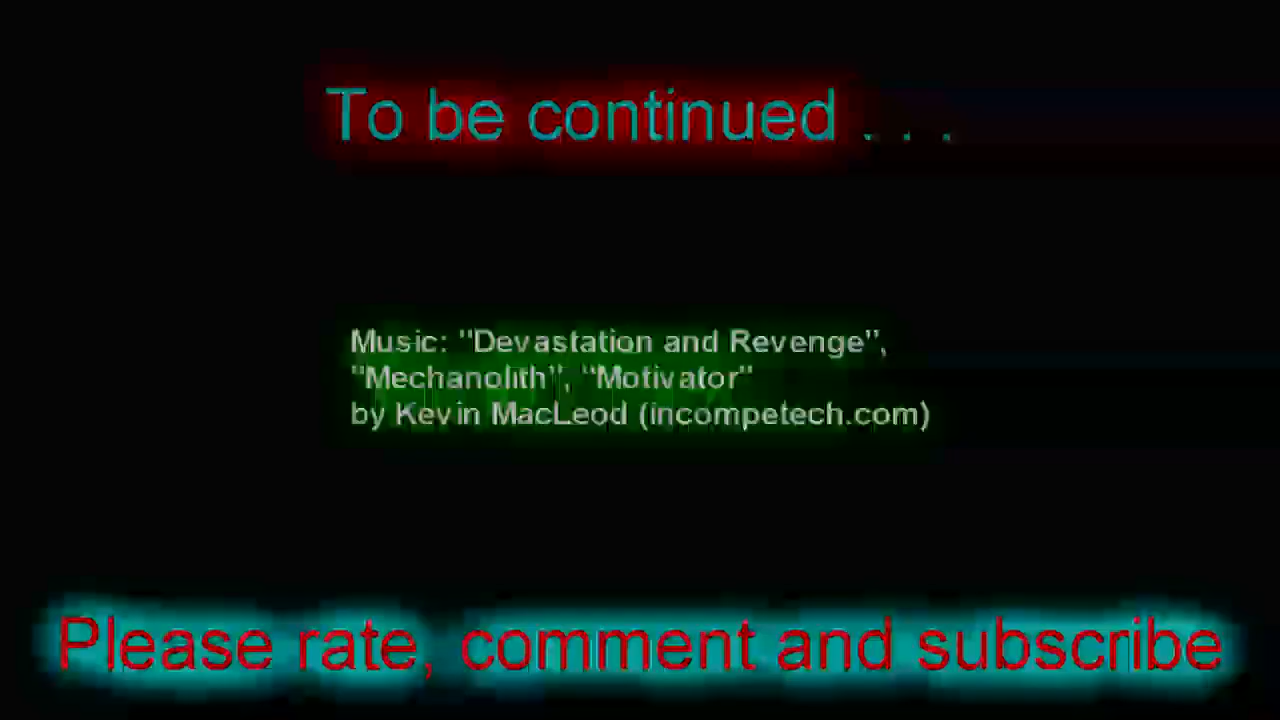 To be continued . . .
Music: "Devastation and Revenge",
"Mechanolith", "Motivator"
by Kevin MacLeod (incompetech.com)
Please rate, comment and subscribe